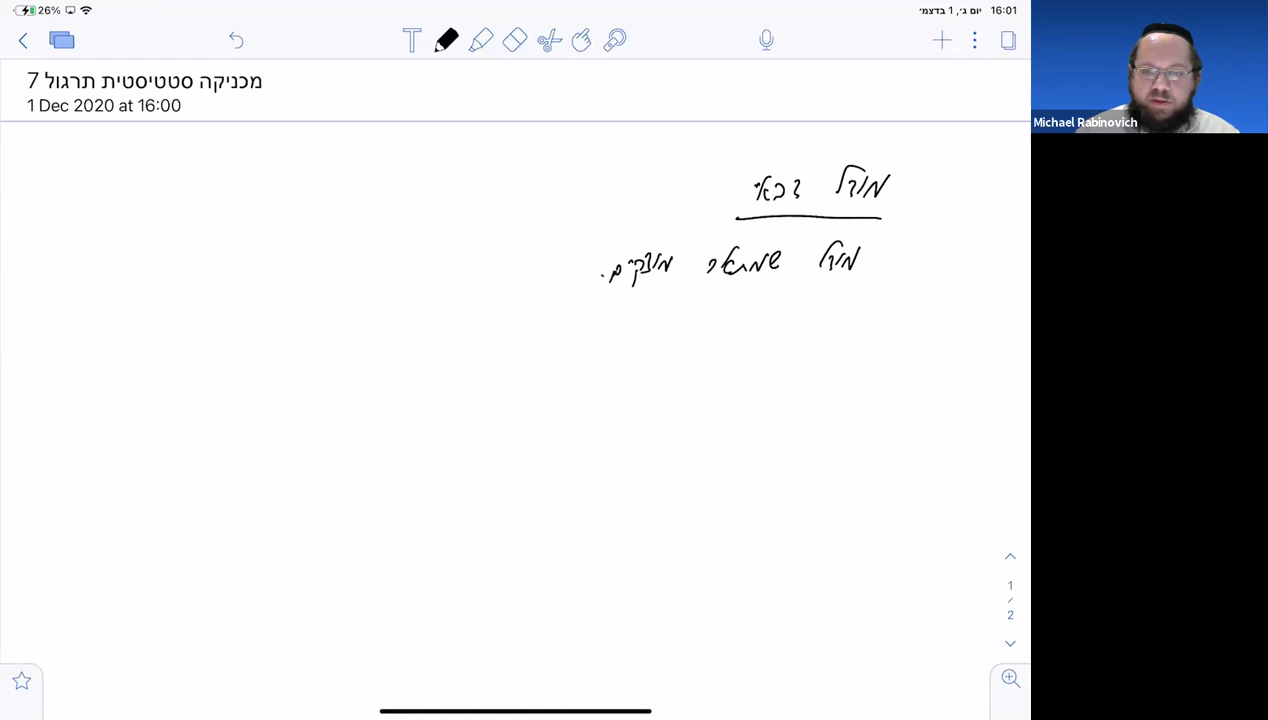 26%
16:01 יום ג׳, 1 בדצמ׳
מכניקה סטטיסטית תרגול 7
1 Dec 2020 at 16:00
Michael Rabinovich
מודל דבאי
מודל שמתאר מוצקים.
1
/
2